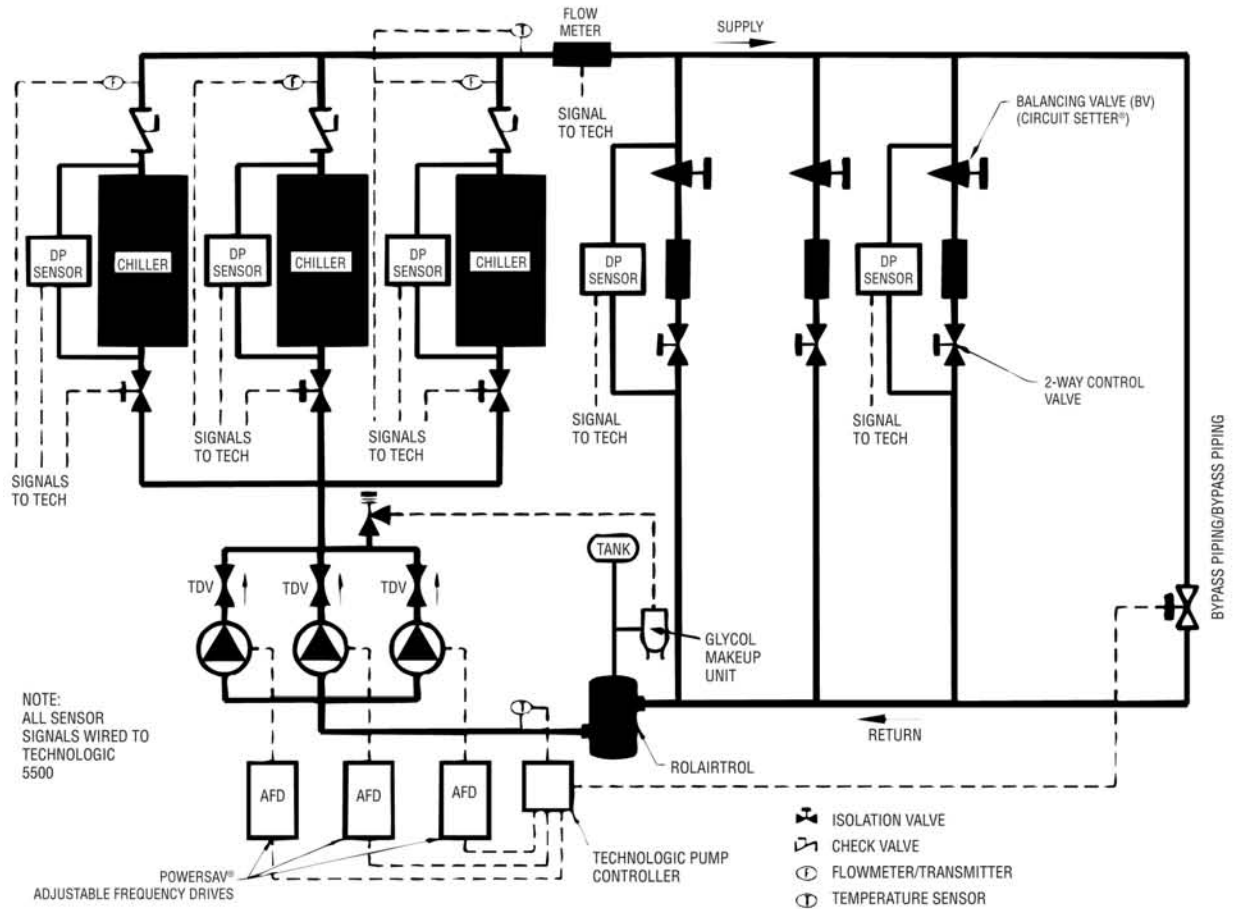 FLOW
METER
SUPPLY
T
F
F
F
SIGNAL
TO TECH
BALANCING VALVE (BV)
(CIRCUIT SETTER®)
DP
SENSOR
CHILLER
DP
SENSOR
CHILLER
DP
SENSOR
CHILLER
DP
SENSOR
DP
SENSOR
2-WAY CONTROL
VALVE
SIGNALS
TO TECH
SIGNALS
TO TECH
SIGNALS
TO TECH
SIGNAL
TO TECH
SIGNAL
TO TECH
BYPASS PIPING/BYPASS PIPING
TANK
TDV
TDV
TDV
GLYCOL
MAKEUP
UNIT
NOTE:
ALL SENSOR
SIGNALS WIRED TO
TECHNOLOGIC
5500
T
RETURN
ROLAIRTROL
AFD
AFD
AFD
POWERSAV®
ADJUSTABLE FREQUENCY DRIVES
TECHNOLOGIC PUMP
CONTROLLER
ISOLATION VALVE
CHECK VALVE
F FLOWMETER/TRANSMITTER
T TEMPERATURE SENSOR